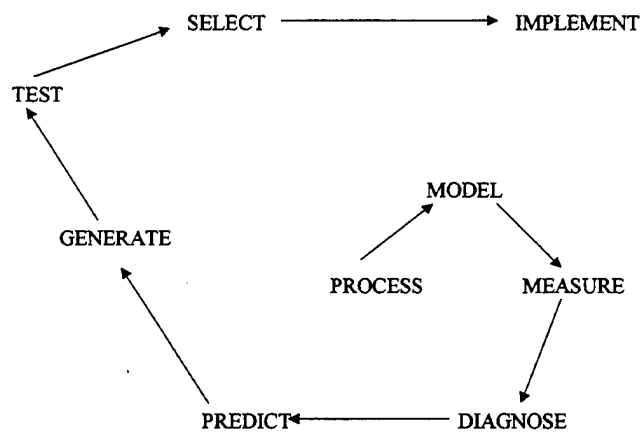 SELECT
IMPLEMENT
TEST
MODEL
GENERATE
PROCESS
MEASURE
PREDICT
DIAGNOSE